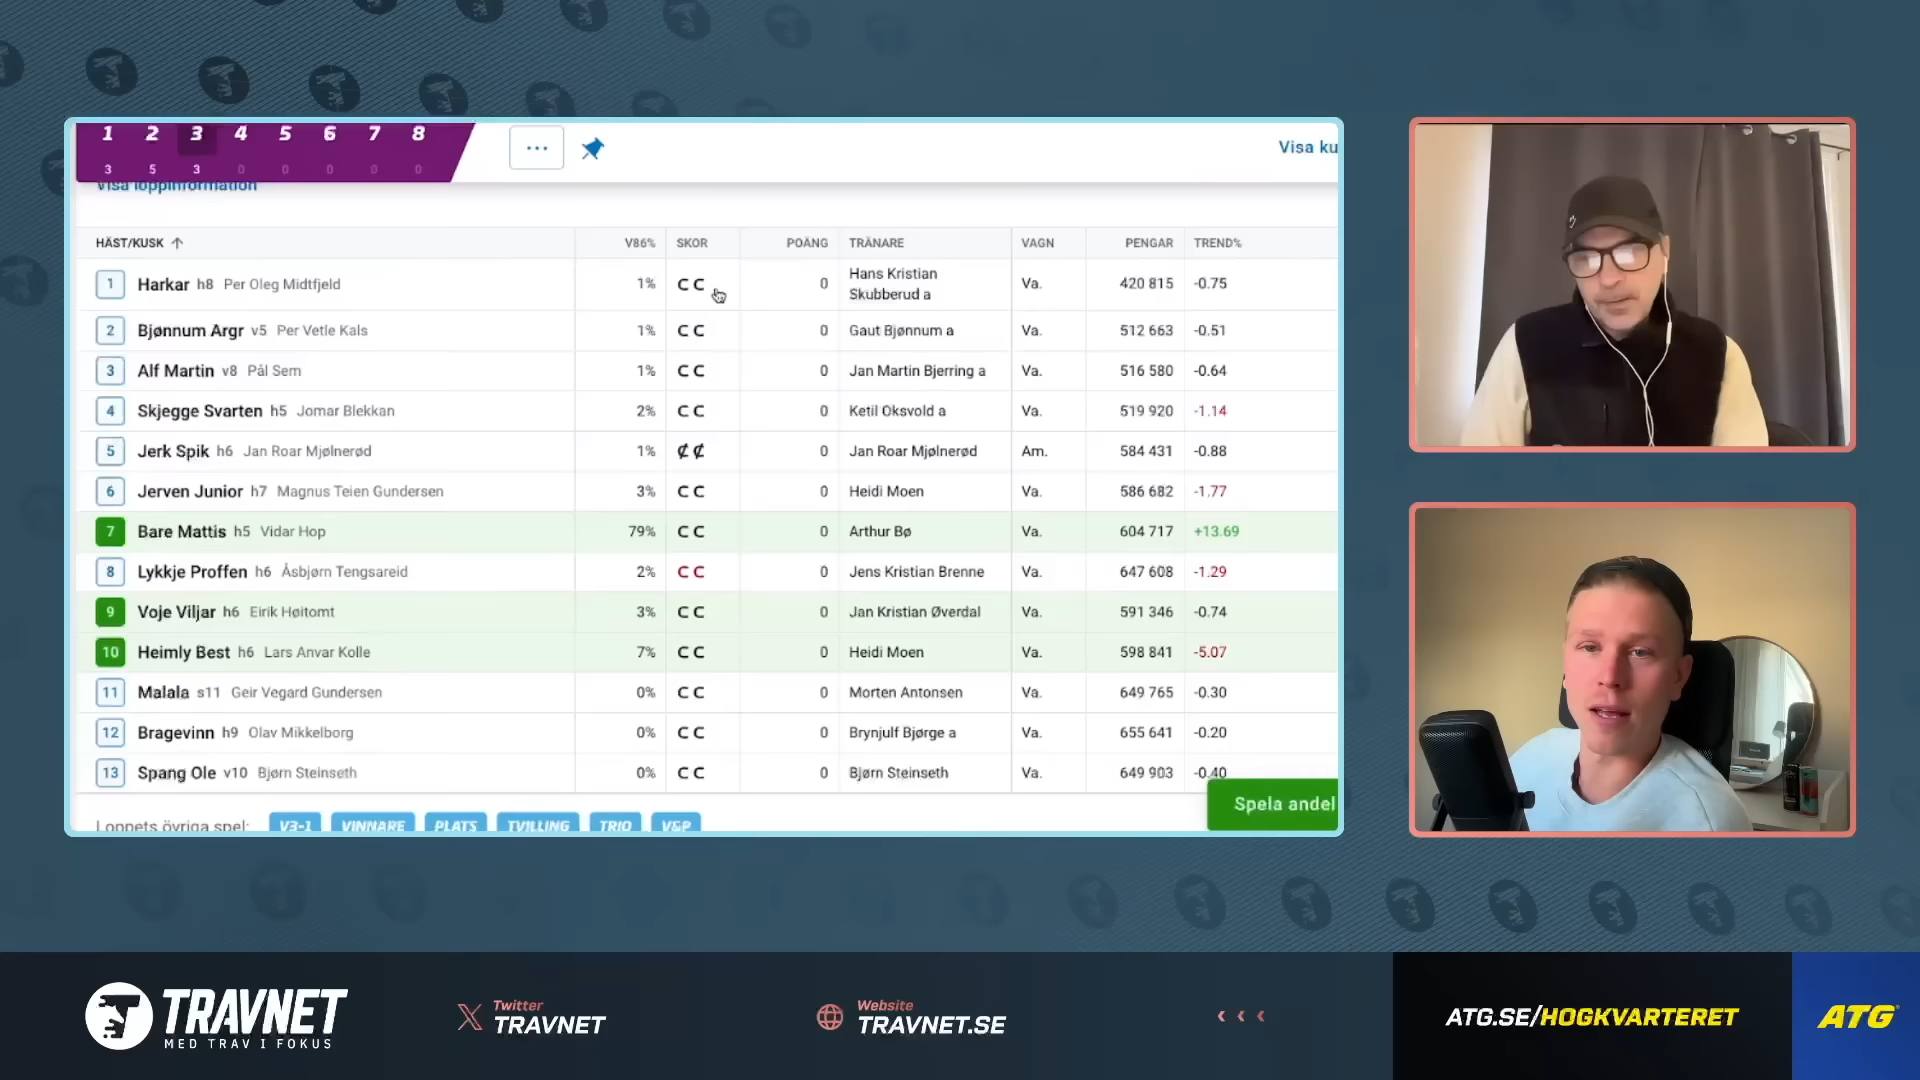 1 2 3 4 5 6 7 8
3 5 3 0 0 0 0 0
...
Visa ku
Visa loppinformation
HÄST/KUSK V86% SKOR POÄNG TRÄNARE VAGN PENGAR TREND%
1 Harkar h8 Per Oleg Midtfjeld 1% C C 0 Hans Kristian Skubberud a Va. 420 815 -0.75
2 Bjønnum Argr v5 Per Vetle Kals 1% C C 0 Gaut Bjønnum a Va. 512 663 -0.51
3 Alf Martin v8 Pål Sem 1% C C 0 Jan Martin Bjerring a Va. 516 580 -0.64
4 Skjegge Svarten h5 Jomar Blekkan 2% C C 0 Ketil Oksvold a Va. 519 920 -1.14
5 Jerk Spik h6 Jan Roar Mjølnerød 1% ₵ ₵ 0 Jan Roar Mjølnerød Am. 584 431 -0.88
6 Jerven Junior h7 Magnus Teien Gundersen 3% C C 0 Heidi Moen Va. 586 682 -1.77
7 Bare Mattis h5 Vidar Hop 79% C C 0 Arthur Bø Va. 604 717 +13.69
8 Lykkje Proffen h6 Åsbjørn Tengsareid 2% C C 0 Jens Kristian Brenne Va. 647 608 -1.29
9 Voje Viljar h6 Eirik Høitomt 3% C C 0 Jan Kristian Øverdal Va. 591 346 -0.74
10 Heimly Best h6 Lars Anvar Kolle 7% C C 0 Heidi Moen Va. 598 841 -5.07
11 Malala s11 Geir Vegard Gundersen 0% C C 0 Morten Antonsen Va. 649 765 -0.30
12 Bragevinn h9 Olav Mikkelborg 0% C C 0 Brynjulf Bjørge a Va. 655 641 -0.20
13 Spang Ole v10 Bjørn Steinseth 0% C C 0 Bjørn Steinseth Va. 649 903 -0.40
Spela andel
Loppets övriga spel: V3-1 VINNARE PLATS TVILLING TRIO V&P
TRAVNET
MED TRAV I FOKUS
Twitter
TRAVNET
Website
TRAVNET.SE
ATG.SE/HOGKVARTERET
ATG